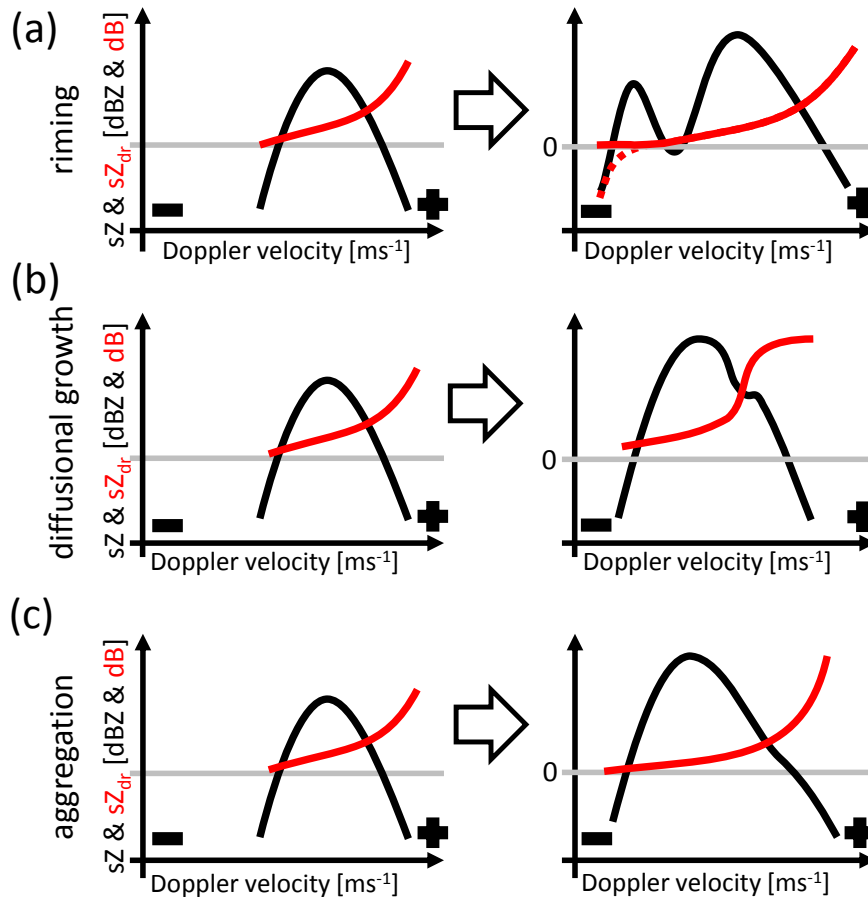 (a)
riming
sZ & sZdr [dBZ & dB]
Doppler velocity [ms-1]
0
(b)
diffusional growth
sZ & sZdr [dBZ & dB]
Doppler velocity [ms-1]
0
Doppler velocity [ms-1]
(c)
aggregation
sZ & sZdr [dBZ & dB]
Doppler velocity [ms-1]
0
Doppler velocity [ms-1]
Doppler velocity [ms-1]